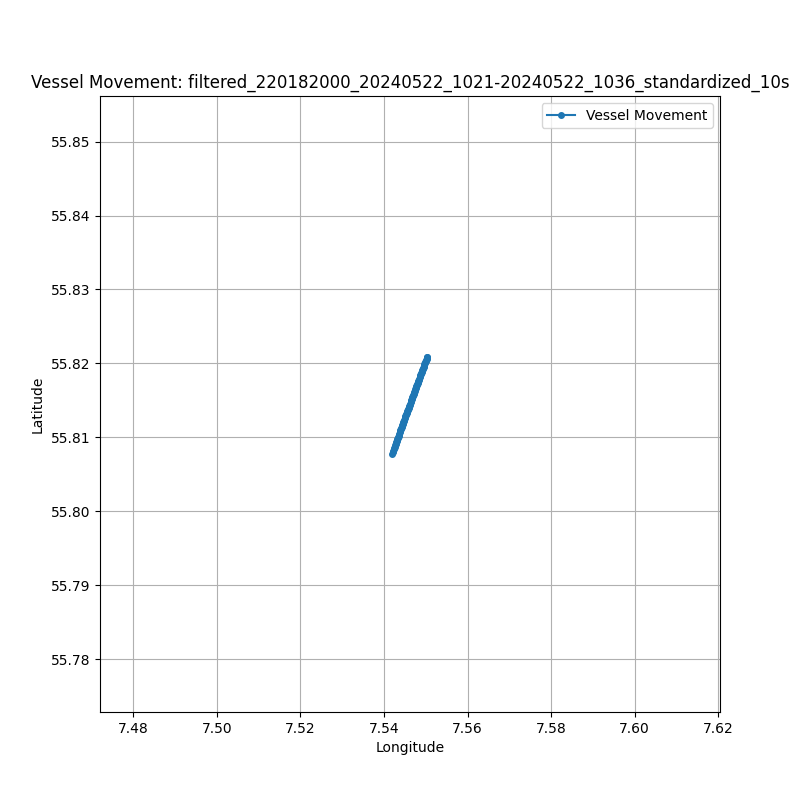 Vessel Movement: filtered_220182000_20240522_1021-20240522_1036_standardized_10s
Vessel Movement
55.85
55.84
55.83
55.82
55.81
55.80
55.79
55.78
Latitude
7.48 7.50 7.52 7.54 7.56 7.58 7.60 7.62
Longitude